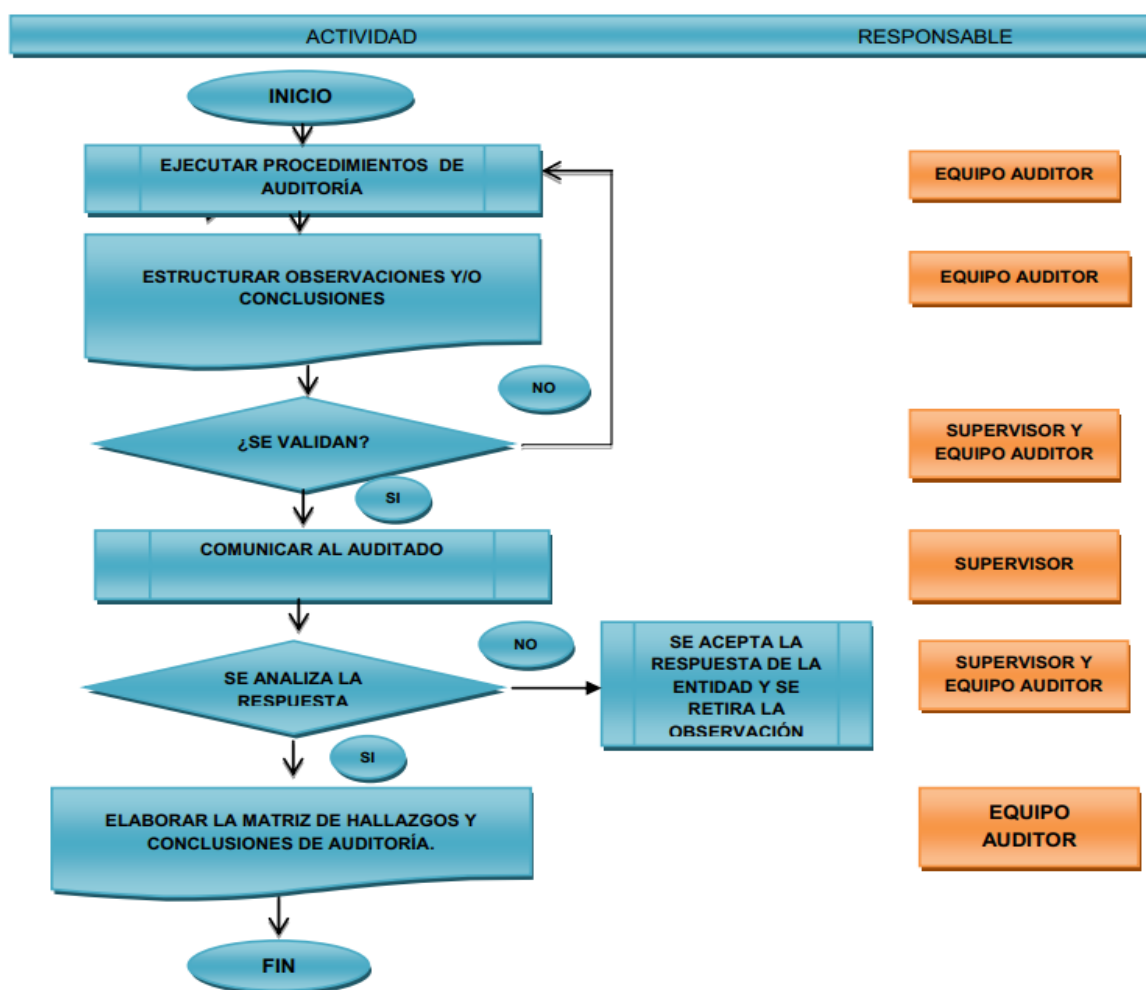 ACTIVIDAD RESPONSABLE
INICIO
EJECUTAR PROCEDIMIENTOS DE
AUDITORÍA
EQUIPO AUDITOR
ESTRUCTURAR OBSERVACIONES Y/O
CONCLUSIONES
EQUIPO AUDITOR
NO
¿SE VALIDAN?
SUPERVISOR Y
EQUIPO AUDITOR
SI
COMUNICAR AL AUDITADO
SUPERVISOR
NO
SE ANALIZA LA
RESPUESTA
SE ACEPTA LA
RESPUESTA DE LA
ENTIDAD Y SE
RETIRA LA
OBSERVACIÓN
SUPERVISOR Y
EQUIPO AUDITOR
SI
ELABORAR LA MATRIZ DE HALLAZGOS Y
CONCLUSIONES DE AUDITORÍA.
EQUIPO
AUDITOR
FIN